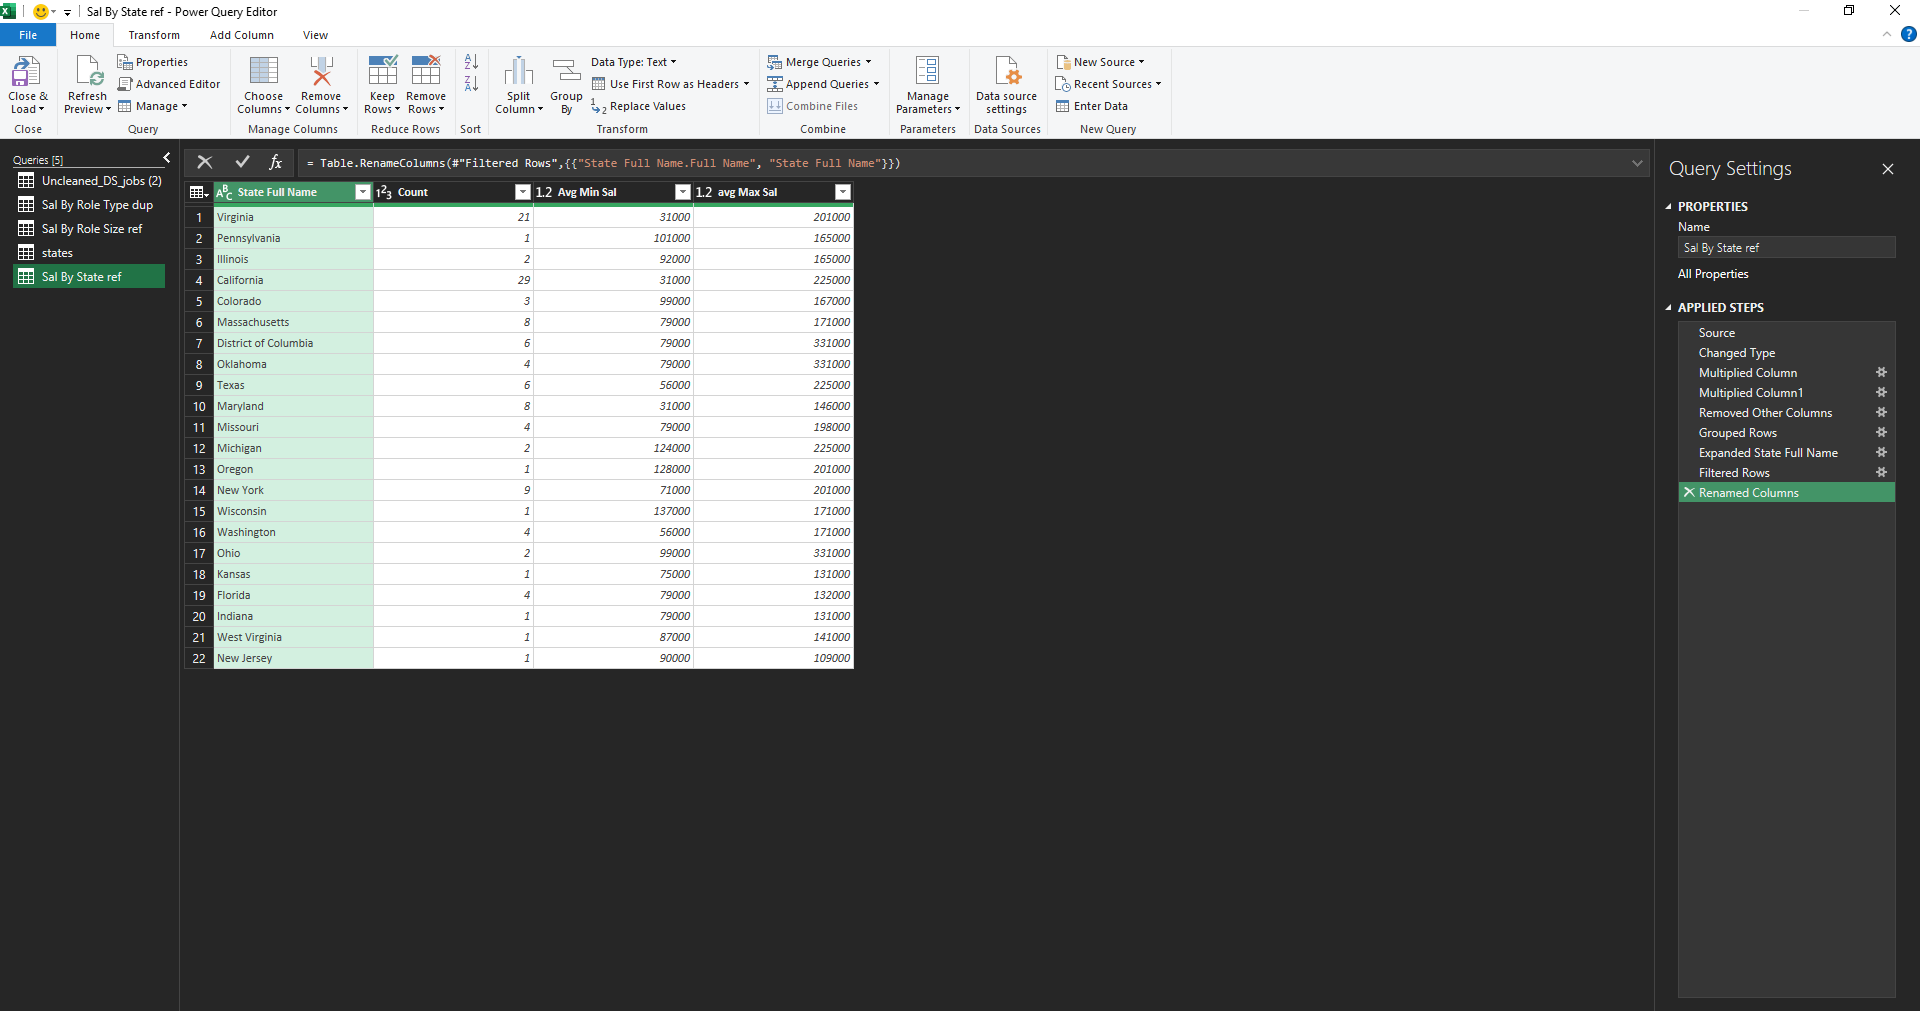 Sal By State ref - Power Query Editor
File Home Transform Add Column View
Close & Load
Refresh Preview
Properties
Advanced Editor
Manage
Choose Columns
Remove Columns
Keep Rows
Remove Rows
Split Column
Group By
Data Type: Text
Use First Row as Headers
Replace Values
Merge Queries
Append Queries
Combine Files
Manage Parameters
Data source settings
New Source
Recent Sources
Enter Data
Close Query Manage Columns Reduce Rows Sort Transform Combine Parameters Data Sources New Query
Queries [5]
Uncleaned_DS_jobs (2)
Sal By Role Type dup
Sal By Role Size ref
states
Sal By State ref
= Table.RenameColumns(#"Filtered Rows",{{"State Full Name.Full Name", "State Full Name"}})
ABC State Full Name 123 Count 1.2 Avg Min Sal 1.2 avg Max Sal
1 Virginia 21 31000 201000
2 Pennsylvania 1 101000 165000
3 Illinois 2 92000 165000
4 California 29 31000 225000
5 Colorado 3 99000 167000
6 Massachusetts 8 79000 171000
7 District of Columbia 6 79000 331000
8 Oklahoma 4 79000 331000
9 Texas 6 56000 225000
10 Maryland 8 31000 146000
11 Missouri 4 79000 198000
12 Michigan 2 124000 225000
13 Oregon 1 128000 201000
14 New York 9 71000 201000
15 Wisconsin 1 137000 171000
16 Washington 4 56000 171000
17 Ohio 2 99000 331000
18 Kansas 1 75000 131000
19 Florida 4 79000 132000
20 Indiana 1 79000 131000
21 West Virginia 1 87000 141000
22 New Jersey 1 90000 109000
Query Settings
PROPERTIES
Name
Sal By State ref
All Properties
APPLIED STEPS
Source
Changed Type
Multiplied Column
Multiplied Column1
Removed Other Columns
Grouped Rows
Expanded State Full Name
Filtered Rows
Renamed Columns